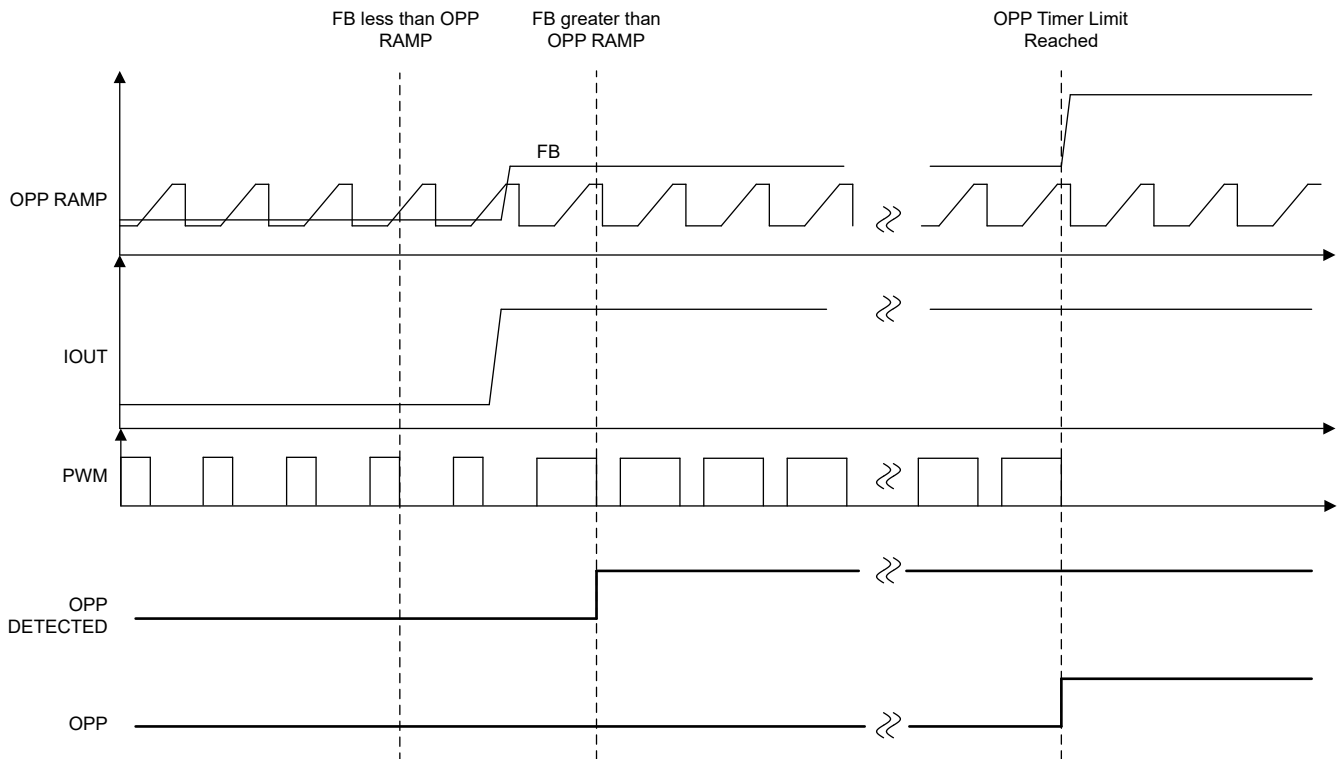 FB less than OPP
RAMP
FB greater than
OPP RAMP
OPP Timer Limit
Reached
FB
OPP RAMP
IOUT
PWM
OPP
DETECTED
OPP